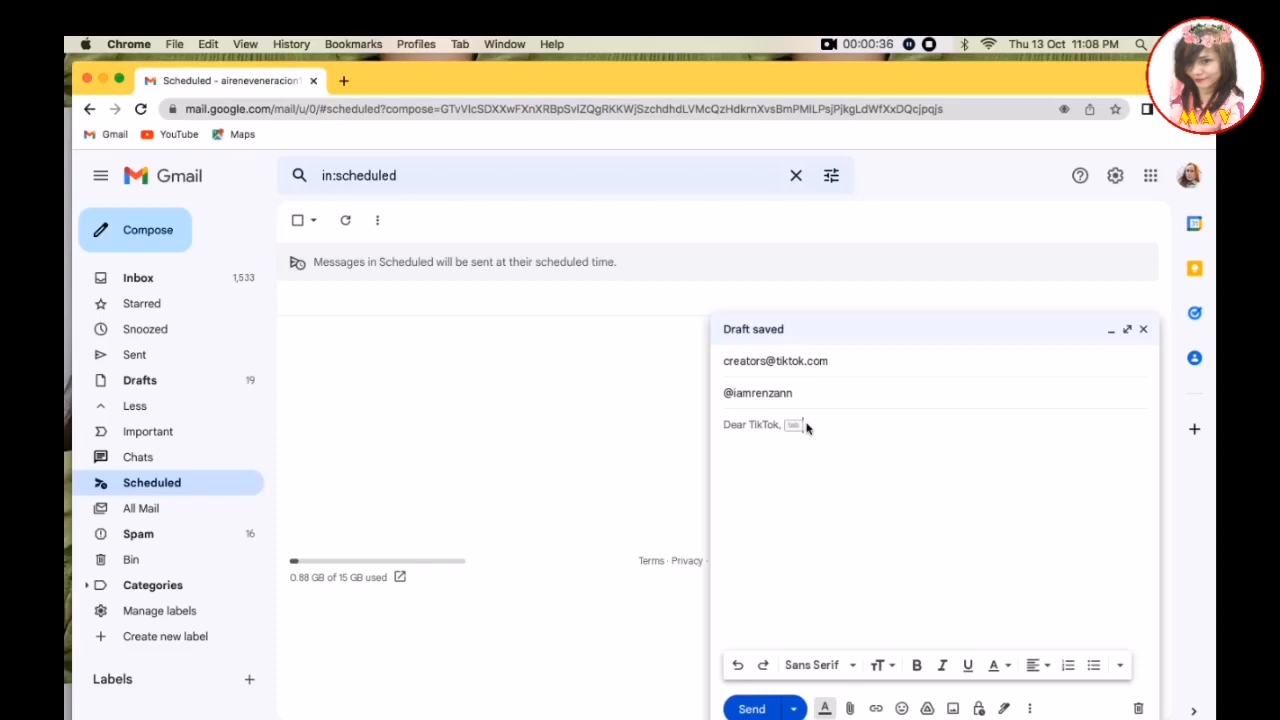 Chrome File Edit View History Bookmarks Profiles Tab Window Help 00:00:36 Thu 13 Oct 11:08 PM
MAY
Scheduled - aireneveneracion1
mail.google.com/mail/u/0/#scheduled?compose=GTvVlcSDXXwFXnXRBpSvlZQgRKKWjSzchdhdLVMcQzHdkrnXvsBmPMlLPsjPjkgLdWfXxDQcjpqjs
Gmail YouTube Maps
Gmail
in:scheduled
Compose
Messages in Scheduled will be sent at their scheduled time.
Inbox 1,533
Starred
Snoozed
Sent
Drafts 19
Less
Important
Chats
Scheduled
All Mail
Spam 16
Bin
Categories
Manage labels
Create new label
Labels
0.88 GB of 15 GB used
Terms · Privacy ·
Draft saved
creators@tiktok.com
@iamrenzann
Dear TikTok, tab
Sans Serif
Send